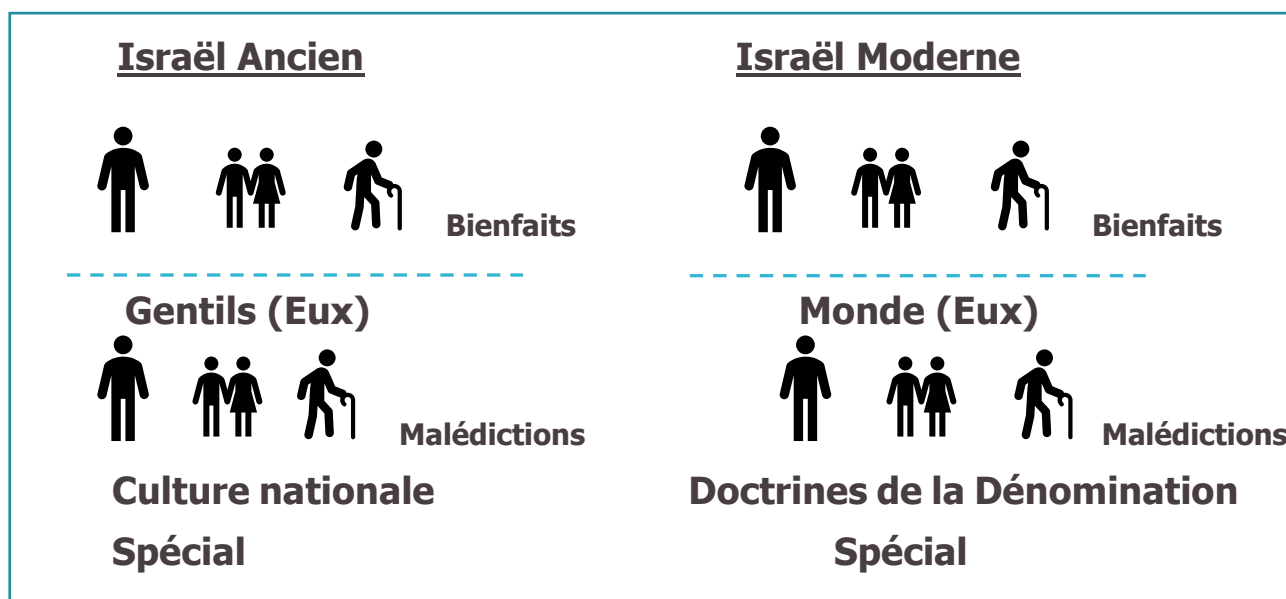 Israël Ancien
Bienfaits
Gentils (Eux)
Malédictions
Culture nationale
Spécial
Israël Moderne
Bienfaits
Monde (Eux)
Malédictions
Doctrines de la Dénomination
Spécial